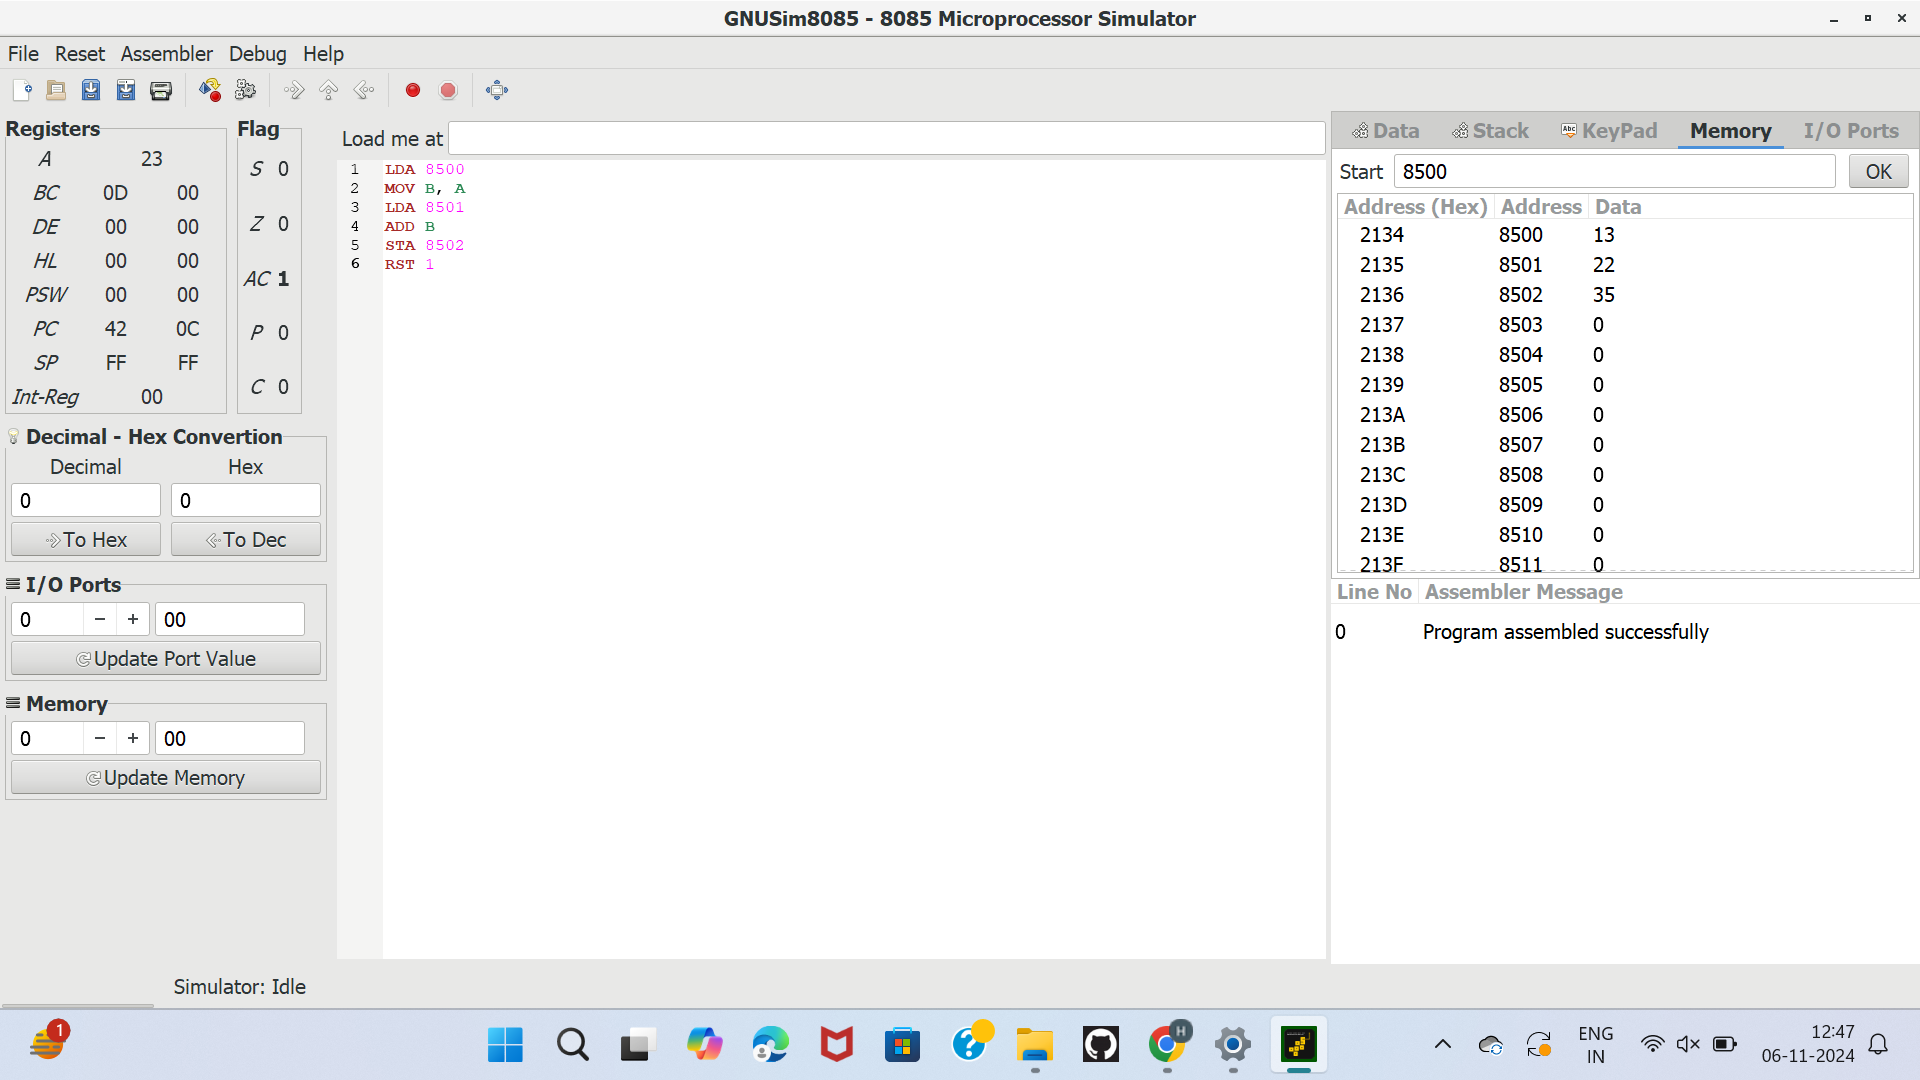 GNUSim8085 - 8085 Microprocessor Simulator
File Reset Assembler Debug Help
Registers
A 23
BC 0D 00
DE 00 00
HL 00 00
PSW 00 00
PC 42 0C
SP FF FF
Int-Reg 00
Flag
S 0
Z 0
AC 1
P 0
C 0
Decimal - Hex Convertion
Decimal Hex
0 0
To Hex To Dec
I/O Ports
0 − + 00
Update Port Value
Memory
0 − + 00
Update Memory
Load me at
1 LDA 8500
2 MOV B, A
3 LDA 8501
4 ADD B
5 STA 8502
6 RST 1
Data Stack Abc KeyPad Memory I/O Ports
Start 8500 OK
Address (Hex) Address Data
2134 8500 13
2135 8501 22
2136 8502 35
2137 8503 0
2138 8504 0
2139 8505 0
213A 8506 0
213B 8507 0
213C 8508 0
213D 8509 0
213E 8510 0
213F 8511 0
Line No Assembler Message
0 Program assembled successfully
Simulator: Idle
1
H
ENG
IN
12:47
06-11-2024